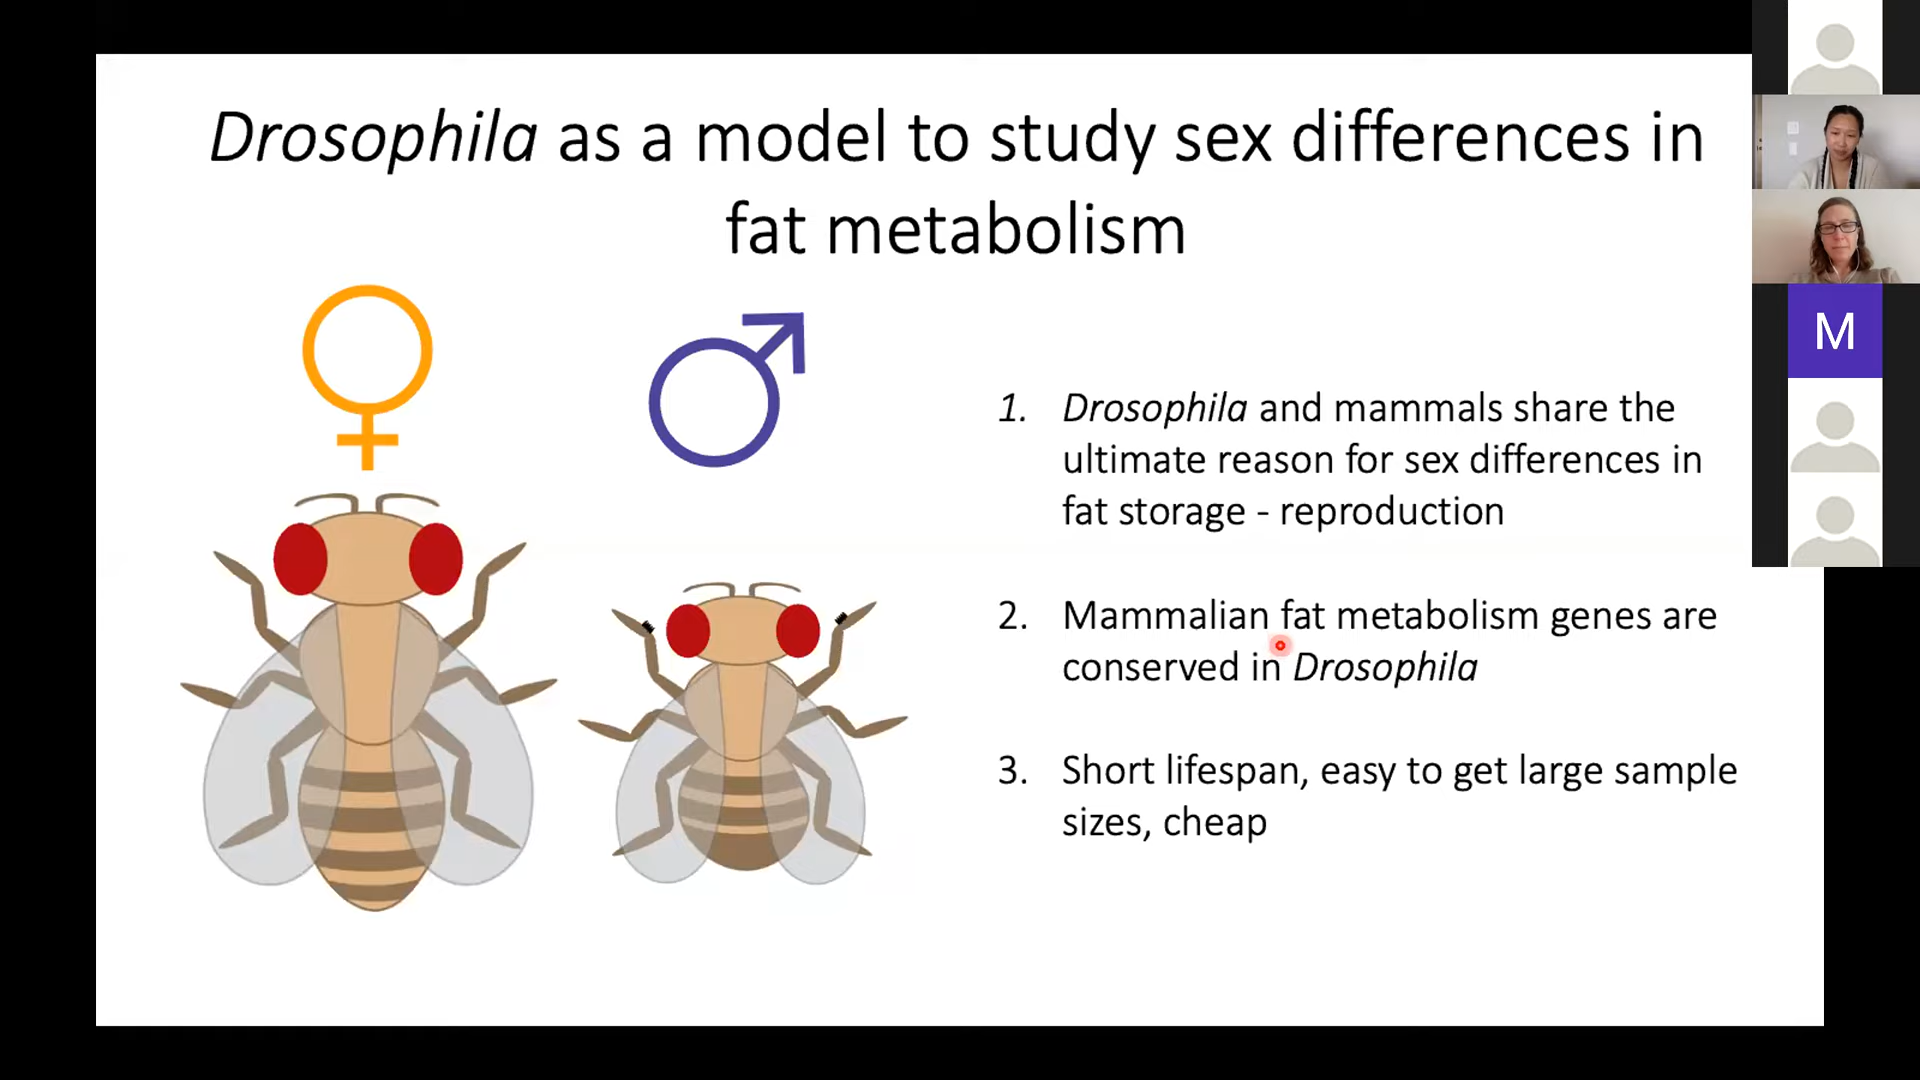 Drosophila as a model to study sex differences in
fat metabolism
1. Drosophila and mammals share the
ultimate reason for sex differences in
fat storage - reproduction
2. Mammalian fat metabolism genes are
conserved in Drosophila
3. Short lifespan, easy to get large sample
sizes, cheap
M